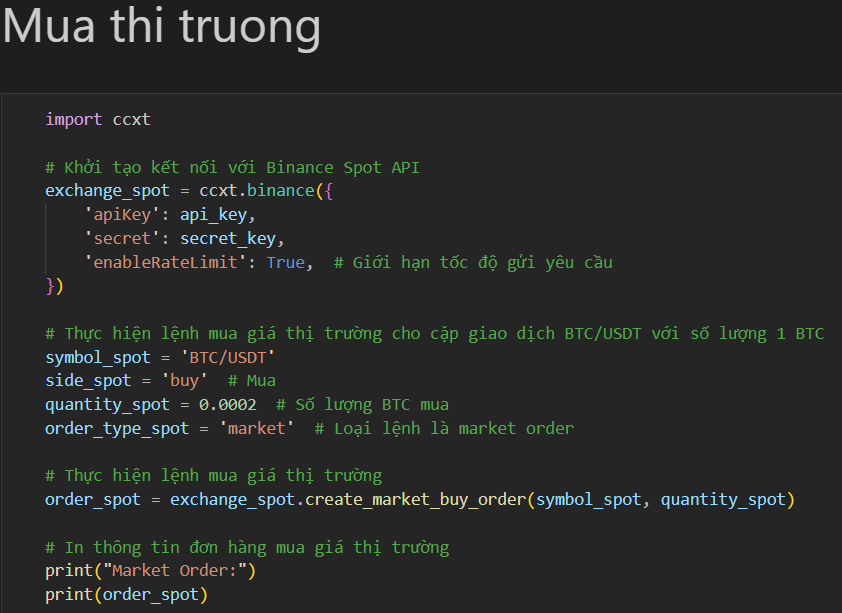 Mua thi truong
import ccxt
# Khởi tạo kết nối với Binance Spot API
exchange_spot = ccxt.binance({
    'apiKey': api_key,
    'secret': secret_key,
    'enableRateLimit': True,  # Giới hạn tốc độ gửi yêu cầu
})
# Thực hiện lệnh mua giá thị trường cho cặp giao dịch BTC/USDT với số lượng 1 BTC
symbol_spot = 'BTC/USDT'
side_spot = 'buy'  # Mua
quantity_spot = 0.0002  # Số lượng BTC mua
order_type_spot = 'market'  # Loại lệnh là market order
# Thực hiện lệnh mua giá thị trường
order_spot = exchange_spot.create_market_buy_order(symbol_spot, quantity_spot)
# In thông tin đơn hàng mua giá thị trường
print("Market Order:")
print(order_spot)